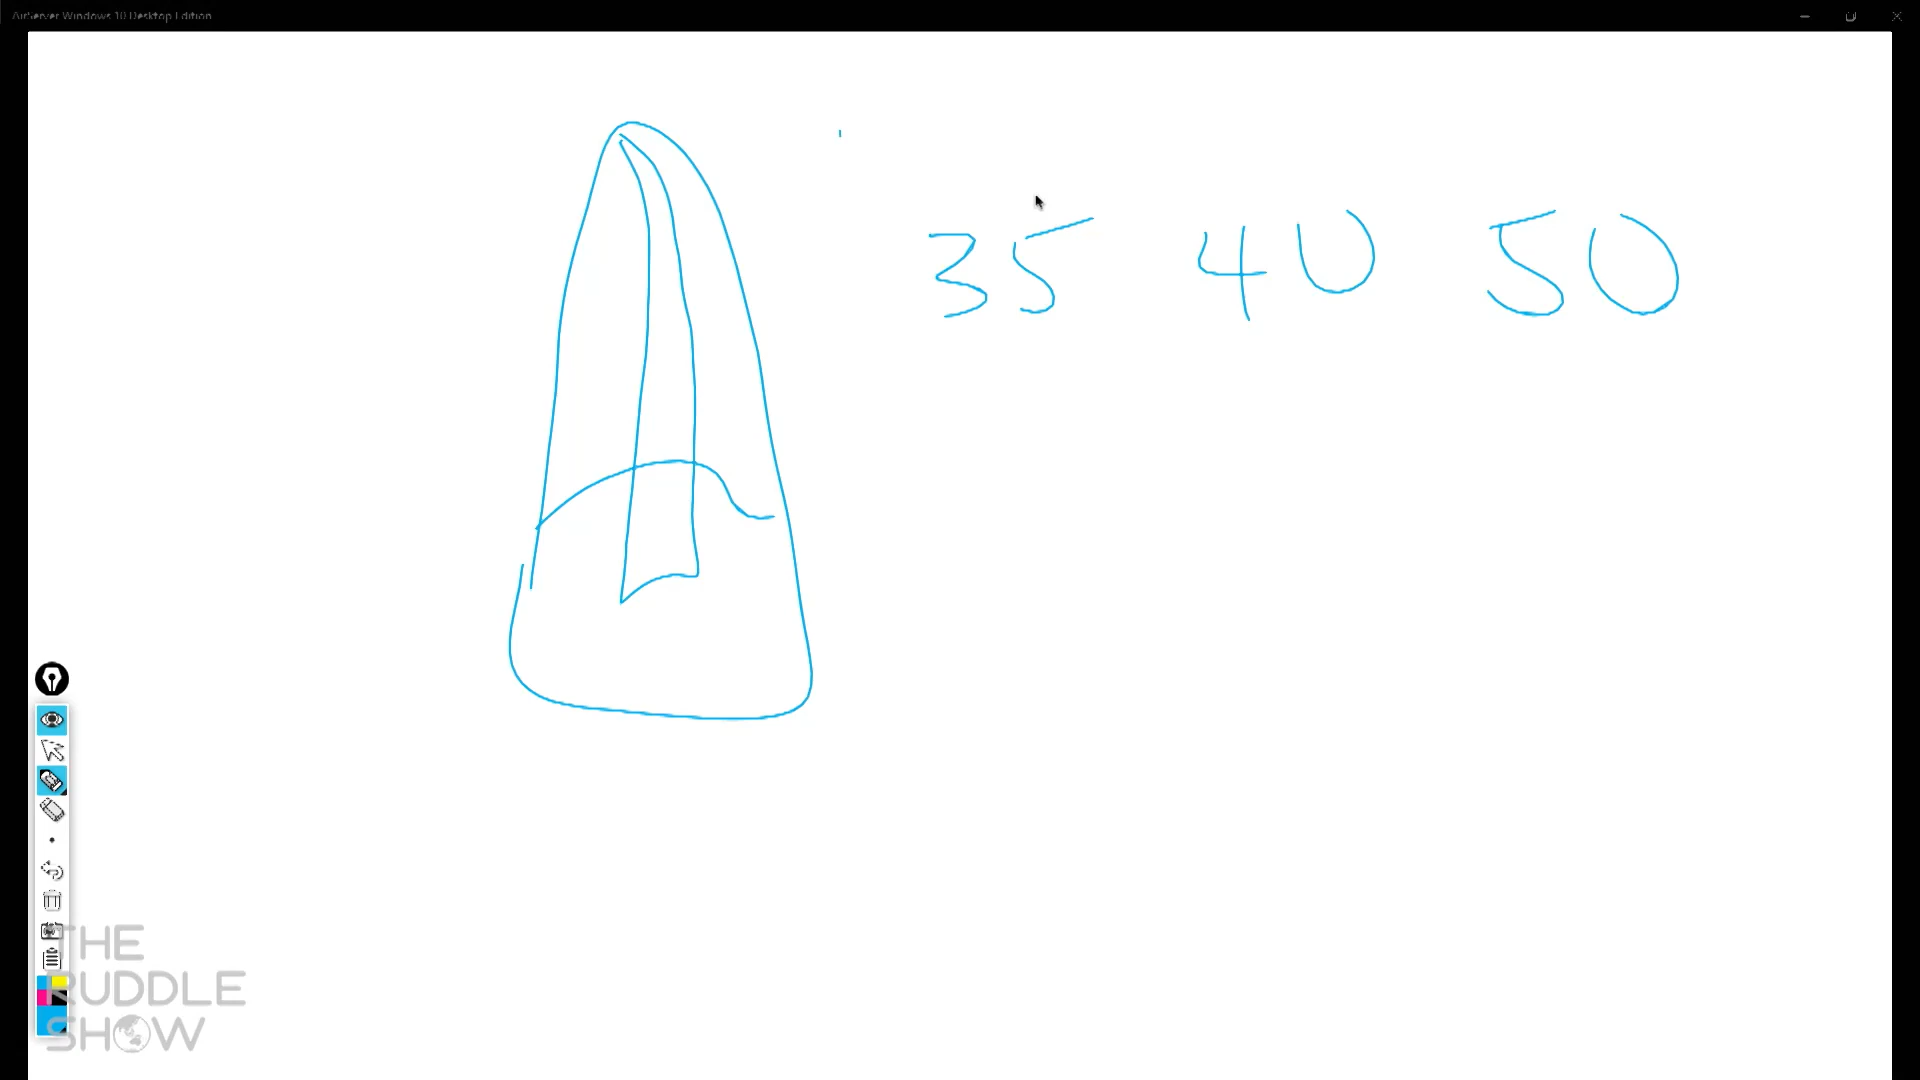 AirServer Windows 10 Desktop Edition
35 40 50
THE
RUDDLE
SHOW